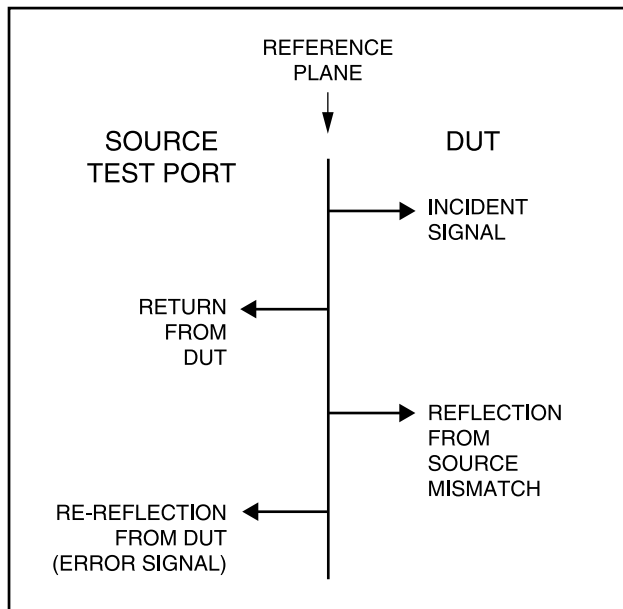 REFERENCE
PLANE
SOURCE
TEST PORT
DUT
INCIDENT
SIGNAL
RETURN
FROM
DUT
REFLECTION
FROM
SOURCE
MISMATCH
RE-REFLECTION
FROM DUT
(ERROR SIGNAL)